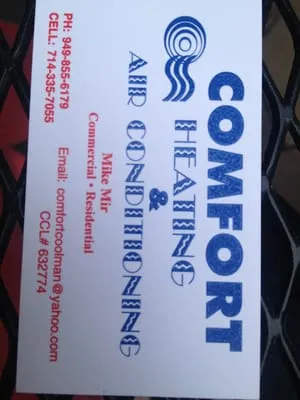 COMFORT
HEATING
&
AIR CONDITIONING
Mike Mir
Commercial • Residential
PH: 949-855-6179
CELL: 714-335-7055
Email: comfortcoolman@yahoo.com
CCL# 632774